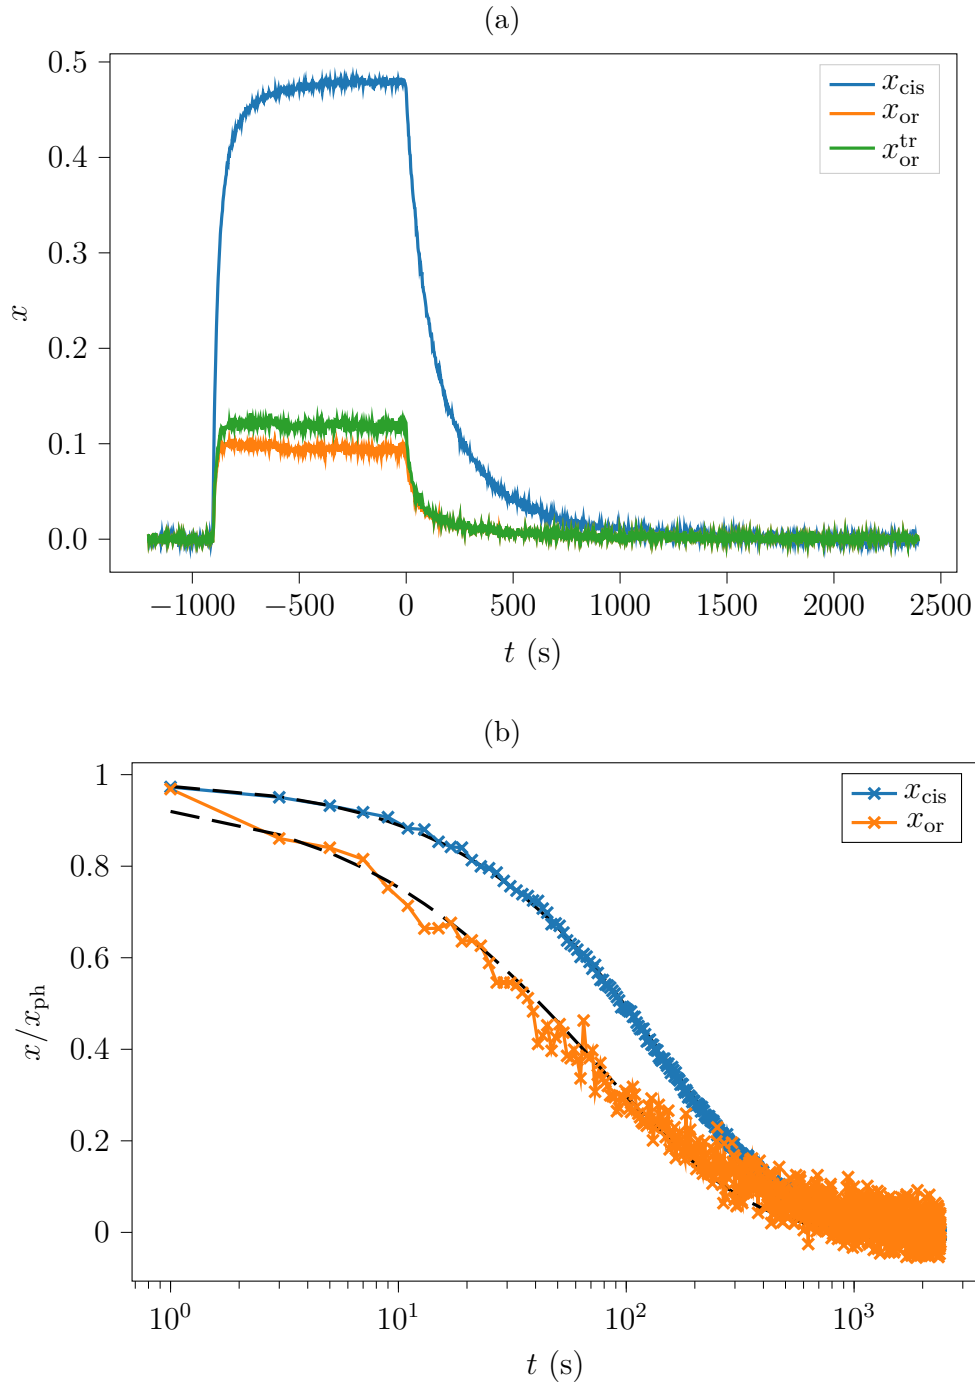 (a)
0.5
0.4
0.3
0.2
0.1
0.0
x
x_cis
x_or
x_or^tr
−1000 −500 0 500 1000 1500 2000 2500
t (s)
(b)
1
0.8
0.6
0.4
0.2
0
x/x_ph
x_cis
x_or
10^0 10^1 10^2 10^3
t (s)